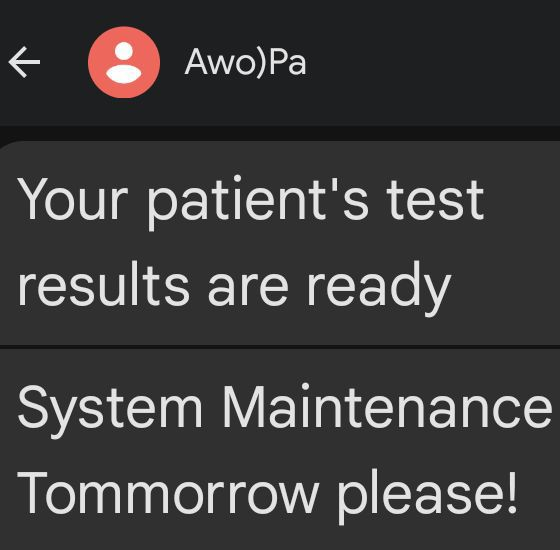 Awo)Pa
Your patient's test
results are ready
System Maintenance
Tommorrow please!